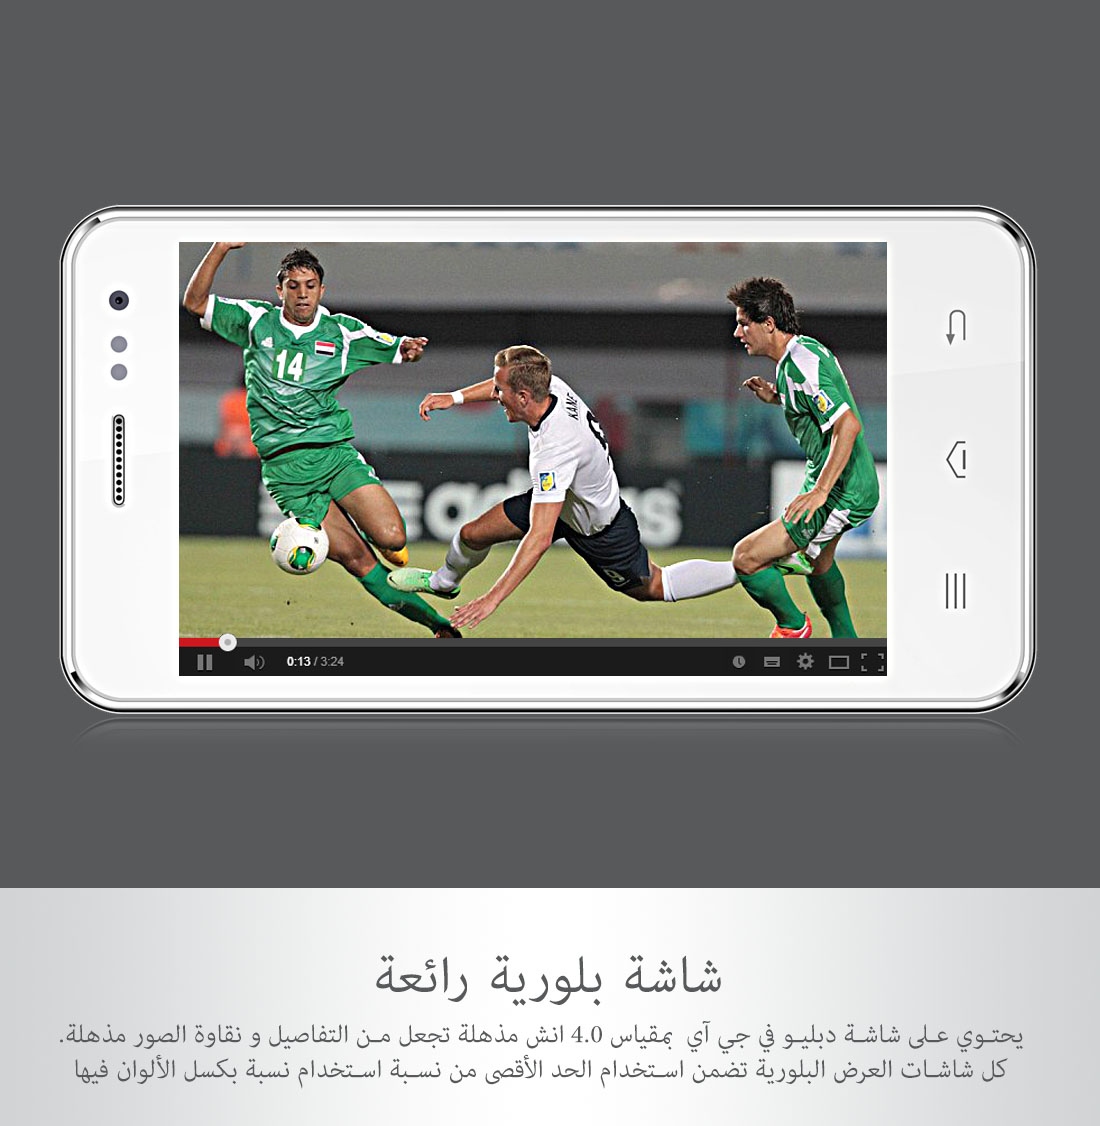 14
KANE
9
adidas
0:13 / 3:24
شاشة بلورية رائعة
يحتوي على شاشة دبليو في جي آي بمقياس 4.0 انش مذهلة تجعل من التفاصيل و نقاوة الصور مذهلة.
كل شاشات العرض البلورية تضمن استخدام الحد الأقصى من نسبة استخدام نسبة بكسل الألوان فيها